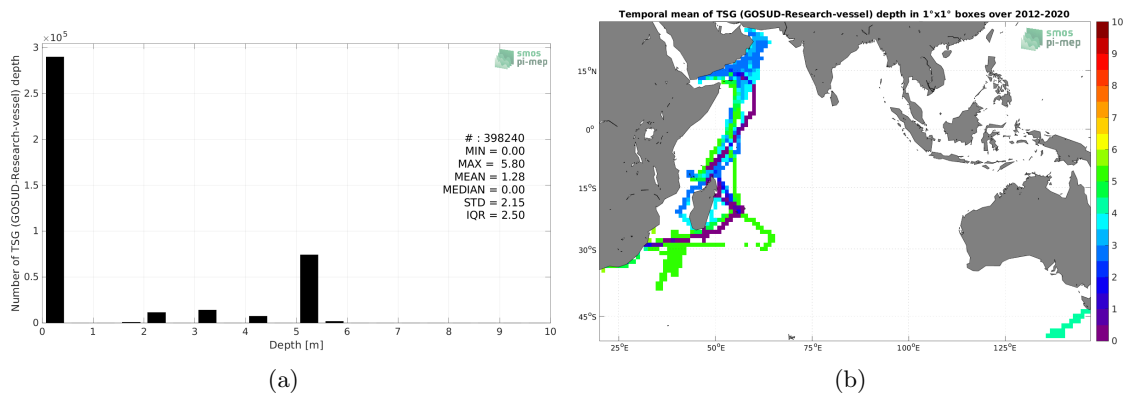 ×10⁵
3
2.5
2
1.5
1
0.5
0
Number of TSG (GOSUD-Research-vessel) depth
smos
pi-mep
# : 398240
MIN = 0.00
MAX = 5.80
MEAN = 1.28
MEDIAN = 0.00
STD = 2.15
IQR = 2.50
0 1 2 3 4 5 6 7 8 9 10
Depth [m]
(a)
Temporal mean of TSG (GOSUD-Research-vessel) depth in 1°x1° boxes over 2012-2020
smos
pi-mep
15°N
0°
15°S
30°S
45°S
25°E 50°E 75°E 100°E 125°E
10
9
8
7
6
5
4
3
2
1
0
(b)